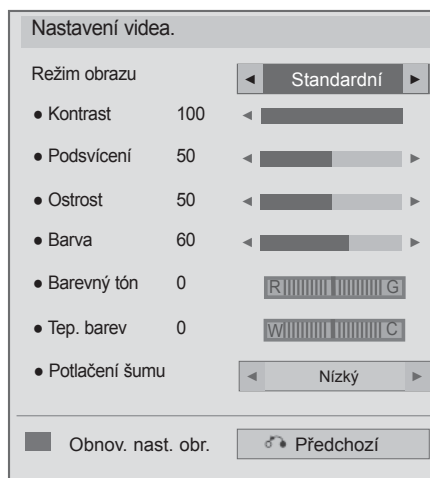 Nastavení videa.
Režim obrazu ◄ Standardní ►
● Kontrast 100 ◄
● Podsvícení 50 ◄ ►
● Ostrost 50 ◄ ►
● Barva 60 ◄ ►
● Barevný tón 0 R G
● Tep. barev 0 W C
● Potlačení šumu ◄ Nízký ►
Obnov. nast. obr. Předchozí